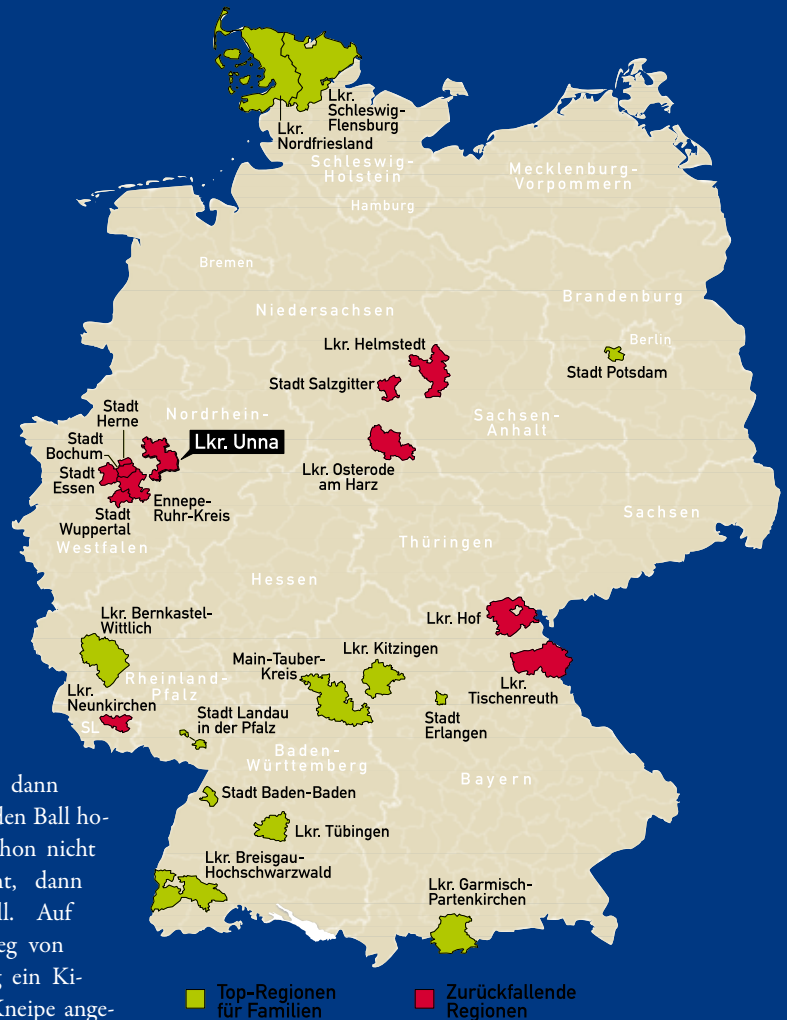 Lkr.
Schleswig-
Flensburg
Lkr.
Nordfriesland
Schleswig-
Holstein
Mecklenburg-
Vorpommern
Hamburg
Bremen
Niedersachsen
Brandenburg
Berlin
Stadt Potsdam
Lkr. Helmstedt
Stadt Salzgitter
Sachsen-
Anhalt
Lkr. Osterode
am Harz
Nordrhein-
Westfalen
Stadt
Herne
Stadt
Bochum
Stadt
Essen
Stadt
Wuppertal
Ennepe-
Ruhr-Kreis
Lkr. Unna
Sachsen
Thüringen
Hessen
Lkr. Hof
Lkr.
Tischenreuth
Lkr. Bernkastel-
Wittlich
Rheinland-
Pfalz
Lkr.
Neunkirchen
SL
Main-Tauber-
Kreis
Lkr. Kitzingen
Stadt
Erlangen
Stadt Landau
in der Pfalz
Baden-
Württemberg
Bayern
Stadt Baden-Baden
Lkr. Tübingen
Lkr. Breisgau-
Hochschwarzwald
Lkr. Garmisch-
Partenkirchen
dann
den Ball ho-
hon nicht
nt, dann
ll. Auf
eg von
g ein Ki-
Kneipe ange-
Top-Regionen
für Familien
Zurückfallende
Regionen